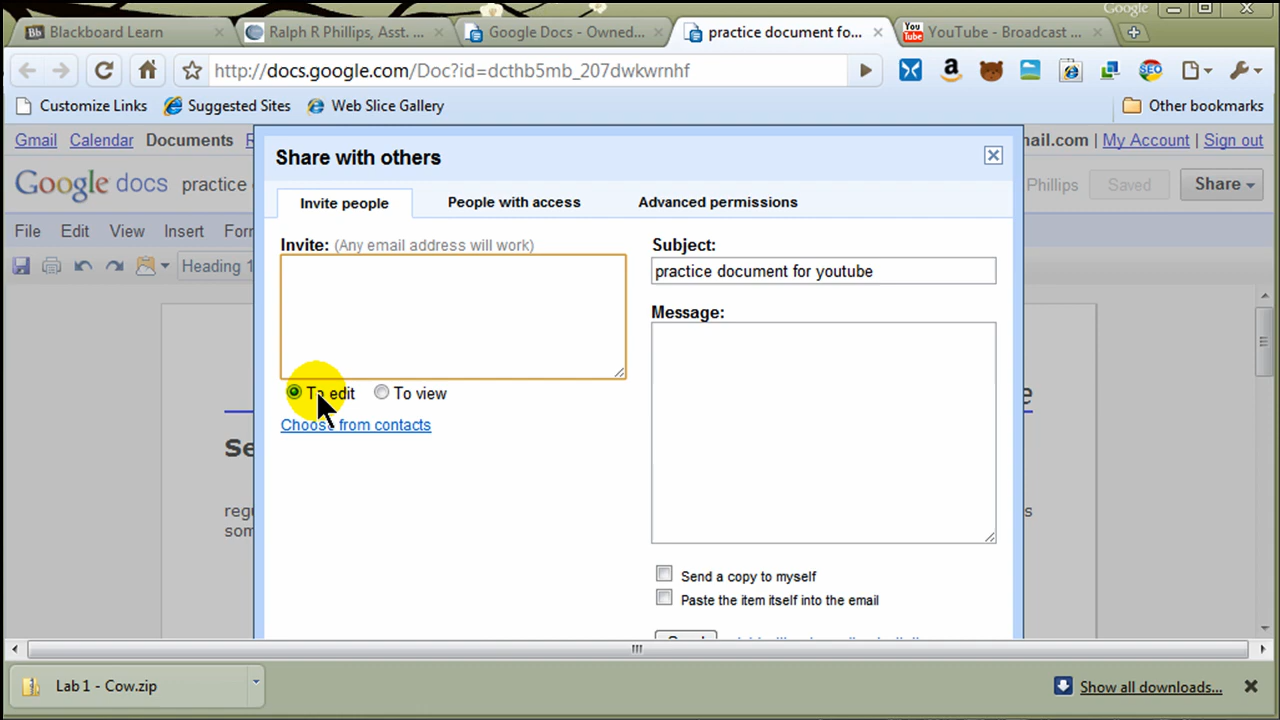 Google
Blackboard Learn
Ralph R Phillips, Asst. ...
Google Docs - Owned...
practice document fo...
YouTube - Broadcast ...
http://docs.google.com/Doc?id=dcthb5mb_207dwkwrnhf
Customize Links Suggested Sites Web Slice Gallery Other bookmarks
Gmail Calendar Documents mail.com | My Account | Sign out
Google docs practice Phillips Saved Share
File Edit View Insert
Heading 1
Share with others
Invite people People with access Advanced permissions
Invite: (Any email address will work)
To edit To view
Choose from contacts
Subject:
practice document for youtube
Message:
Send a copy to myself
Paste the item itself into the email
Lab 1 - Cow.zip
Show all downloads...